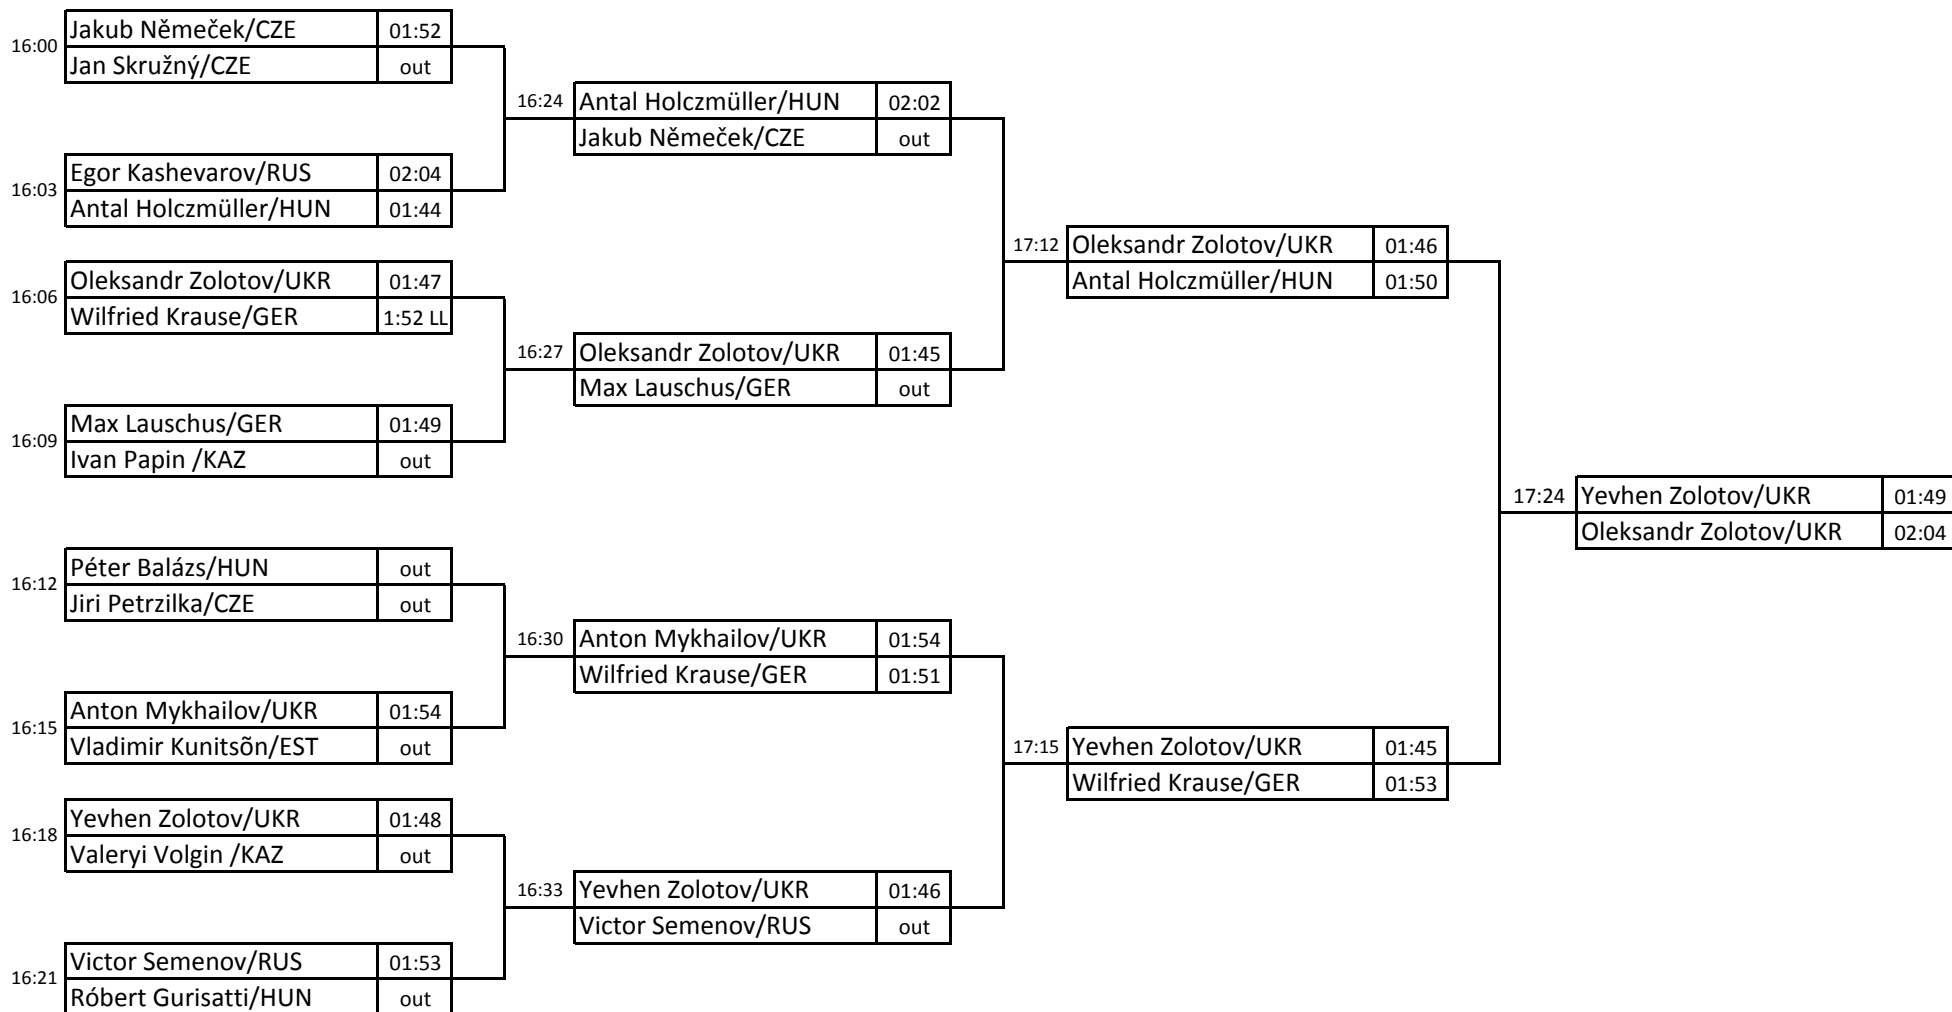 16:00 Jakub Němeček/CZE 01:52
Jan Skružný/CZE out
16:03 Egor Kashevarov/RUS 02:04
Antal Holczmüller/HUN 01:44
16:06 Oleksandr Zolotov/UKR 01:47
Wilfried Krause/GER 1:52 LL
16:09 Max Lauschus/GER 01:49
Ivan Papin /KAZ out
16:12 Péter Balázs/HUN out
Jiri Petrzilka/CZE out
16:15 Anton Mykhailov/UKR 01:54
Vladimir Kunitsõn/EST out
16:18 Yevhen Zolotov/UKR 01:48
Valeryi Volgin /KAZ out
16:21 Victor Semenov/RUS 01:53
Róbert Gurisatti/HUN out
16:24 Antal Holczmüller/HUN 02:02
Jakub Němeček/CZE out
16:27 Oleksandr Zolotov/UKR 01:45
Max Lauschus/GER out
16:30 Anton Mykhailov/UKR 01:54
Wilfried Krause/GER 01:51
16:33 Yevhen Zolotov/UKR 01:46
Victor Semenov/RUS out
17:12 Oleksandr Zolotov/UKR 01:46
Antal Holczmüller/HUN 01:50
17:15 Yevhen Zolotov/UKR 01:45
Wilfried Krause/GER 01:53
17:24 Yevhen Zolotov/UKR 01:49
Oleksandr Zolotov/UKR 02:04